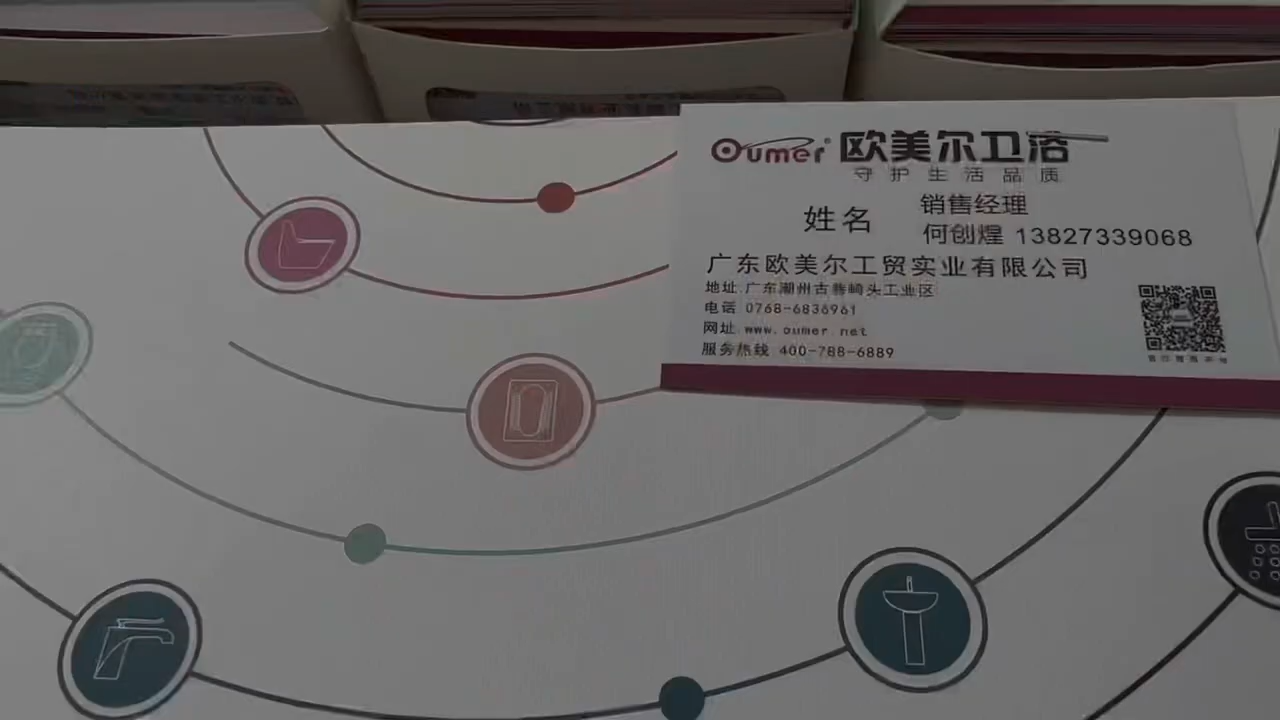 Oumer® 欧美尔卫浴
守护生活品质
姓名
销售经理
何创煌 13827339068
广东欧美尔工贸实业有限公司
地址:广东潮州古巷崎头工业区
电话 0768-6836961
网址:www.oumer.net
服务热线 400-788-6889